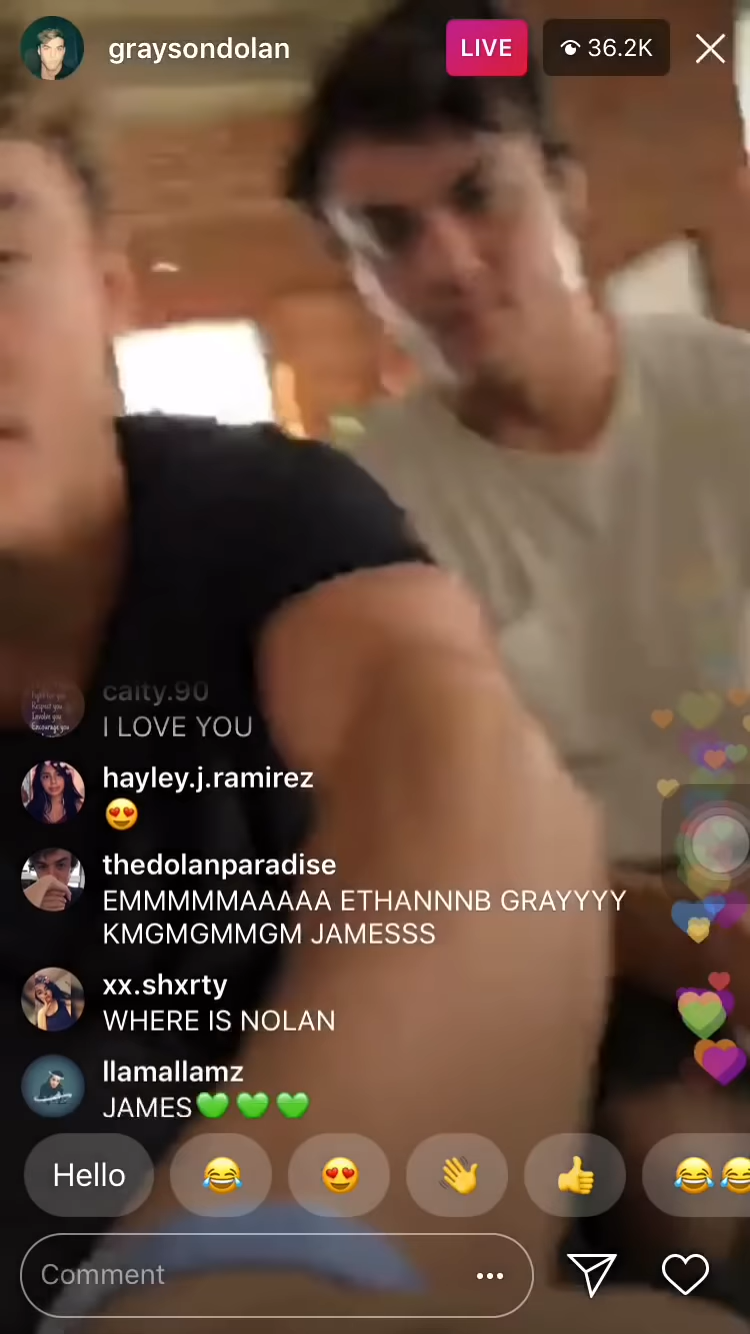 graysondolan
LIVE
36.2K
caity.90
I LOVE YOU
hayley.j.ramirez
😍
thedolanparadise
EMMMMMAAAAA ETHANNNB GRAYYYY
KMGMGMMGM JAMESSS
xx.shxrty
WHERE IS NOLAN
llamallamz
JAMES💚💚💚
Hello 😂 😍 👋 👍 😂😂
Comment